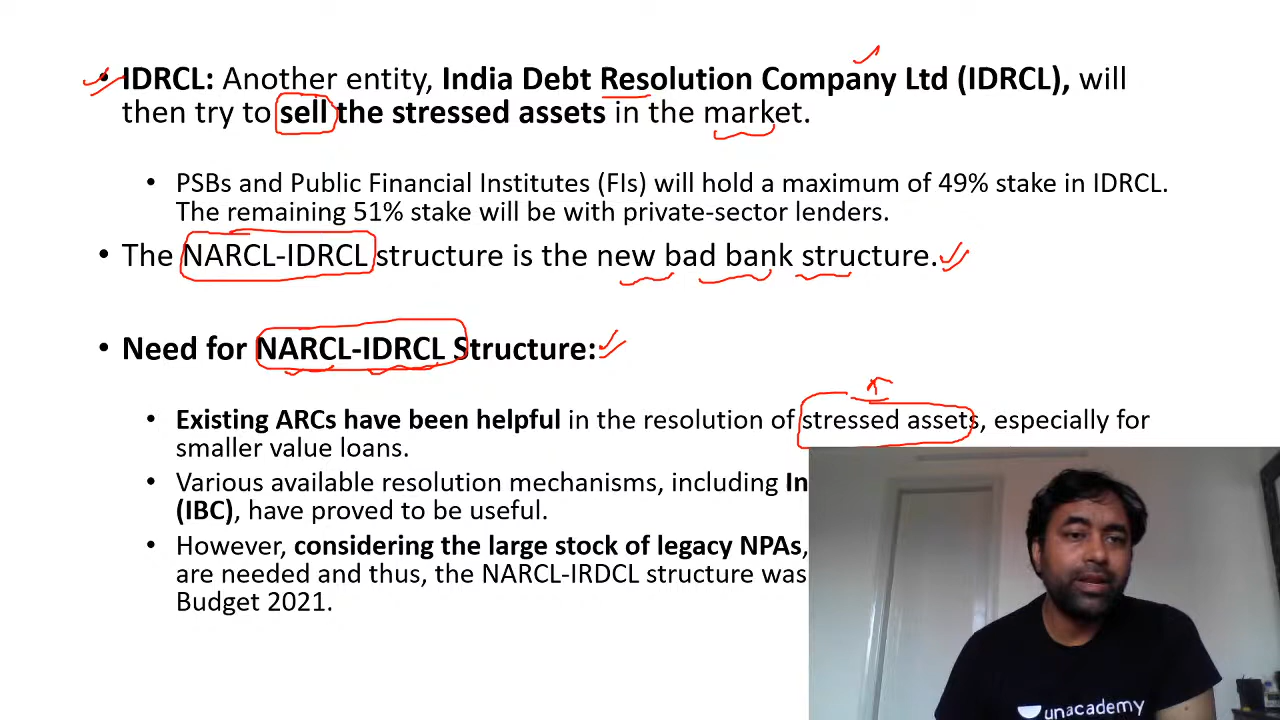 • IDRCL: Another entity, India Debt Resolution Company Ltd (IDRCL), will
then try to sell the stressed assets in the market.
• PSBs and Public Financial Institutes (FIs) will hold a maximum of 49% stake in IDRCL.
The remaining 51% stake will be with private-sector lenders.
• The NARCL-IDRCL structure is the new bad bank structure.
• Need for NARCL-IDRCL Structure:
• Existing ARCs have been helpful in the resolution of stressed assets, especially for
smaller value loans.
• Various available resolution mechanisms, including In
(IBC), have proved to be useful.
• However, considering the large stock of legacy NPAs,
are needed and thus, the NARCL-IRDCL structure was
Budget 2021.
unacademy